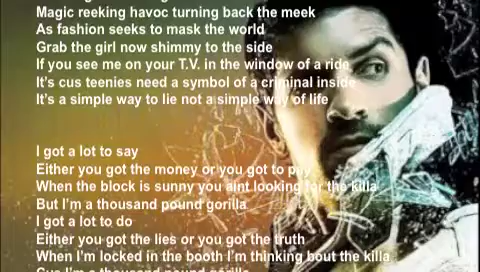 Magic reeking havoc turning back the meek
As fashion seeks to mask the world
Grab the girl now shimmy to the side
If you see me on your T.V. in the window of a ride
It's cus teenies need a symbol of a criminal inside
It's a simple way to lie not a simple way of life
I got a lot to say
Either you got the money or you got to pay
When the block is sunny you aint looking for the killa
But I'm a thousand pound gorilla
I got a lot to do
Either you got the lies or you got the truth
When I'm locked in the booth I'm thinking bout the killa
Cus I'm a thousand pound gorilla